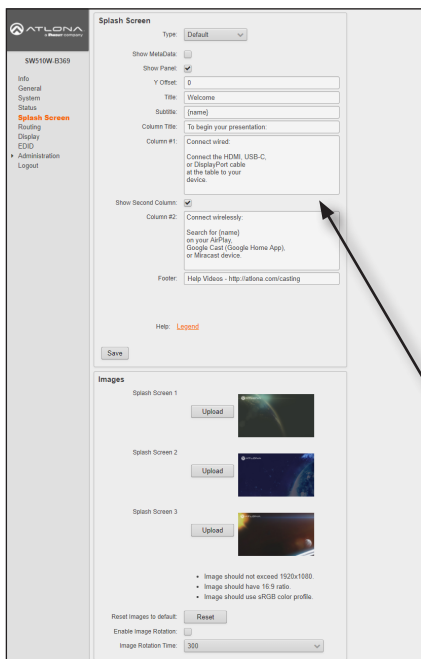 ATLONA
a Panduit company
SW510W-B369
Info
General
System
Status
Splash Screen
Routing
Display
EDID
Administration
Logout
Splash Screen
Type: Default
Show MetaData:
Show Panel:
Y Offset: 0
Title: Welcome
Subtitle: {name}
Column Title: To begin your presentation:
Column #1: Connect wired:
Connect the HDMI, USB-C,
or DisplayPort cable
at the table to your
device.
Show Second Column:
Column #2: Connect wirelessly:
Search for {name}
on your AirPlay,
Google Cast (Google Home App),
or Miracast device.
Footer: Help Videos - http://atlona.com/casting
Help: Legend
Save
Images
Splash Screen 1
Upload
Splash Screen 2
Upload
Splash Screen 3
Upload
• Image should not exceed 1920x1080.
• Image should have 16:9 ratio.
• Image should use sRGB color profile.
Reset Images to default: Reset
Enable Image Rotation:
Image Rotation Time: 300